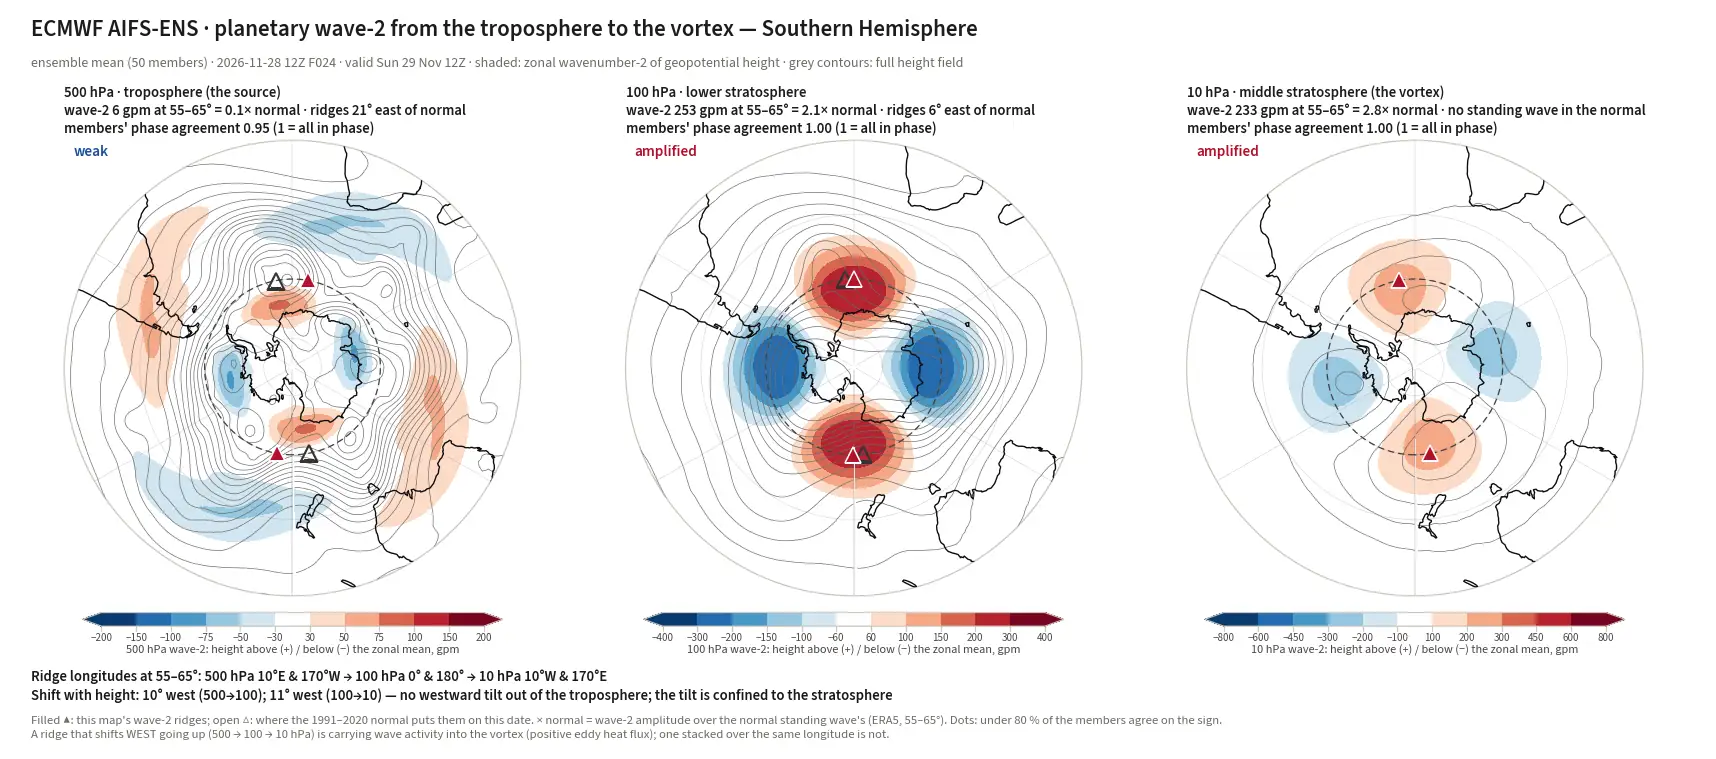 ECMWF AIFS-ENS · planetary wave-2 from the troposphere to the vortex — Southern Hemisphere
ensemble mean (50 members) · 2026-11-28 12Z F024 · valid Sun 29 Nov 12Z · shaded: zonal wavenumber-2 of geopotential height · grey contours: full height field
500 hPa · troposphere (the source)
wave-2 6 gpm at 55–65° = 0.1× normal · ridges 21° east of normal
members' phase agreement 0.95 (1 = all in phase)
weak
−200 −150 −100 −75 −50 −30 30 50 75 100 150 200
500 hPa wave-2: height above (+) / below (−) the zonal mean, gpm
100 hPa · lower stratosphere
wave-2 253 gpm at 55–65° = 2.1× normal · ridges 6° east of normal
members' phase agreement 1.00 (1 = all in phase)
amplified
−400 −300 −200 −150 −100 −60 60 100 150 200 300 400
100 hPa wave-2: height above (+) / below (−) the zonal mean, gpm
10 hPa · middle stratosphere (the vortex)
wave-2 233 gpm at 55–65° = 2.8× normal · no standing wave in the normal
members' phase agreement 1.00 (1 = all in phase)
amplified
−800 −600 −450 −300 −200 −100 100 200 300 450 600 800
10 hPa wave-2: height above (+) / below (−) the zonal mean, gpm
Ridge longitudes at 55–65°: 500 hPa 10°E & 170°W → 100 hPa 0° & 180° → 10 hPa 10°W & 170°E
Shift with height: 10° west (500→100); 11° west (100→10) — no westward tilt out of the troposphere; the tilt is confined to the stratosphere
Filled ▲: this map's wave-2 ridges; open △: where the 1991–2020 normal puts them on this date. × normal = wave-2 amplitude over the normal standing wave's (ERA5, 55–65°). Dots: under 80 % of the members agree on the sign.
A ridge that shifts WEST going up (500 → 100 → 10 hPa) is carrying wave activity into the vortex (positive eddy heat flux); one stacked over the same longitude is not.